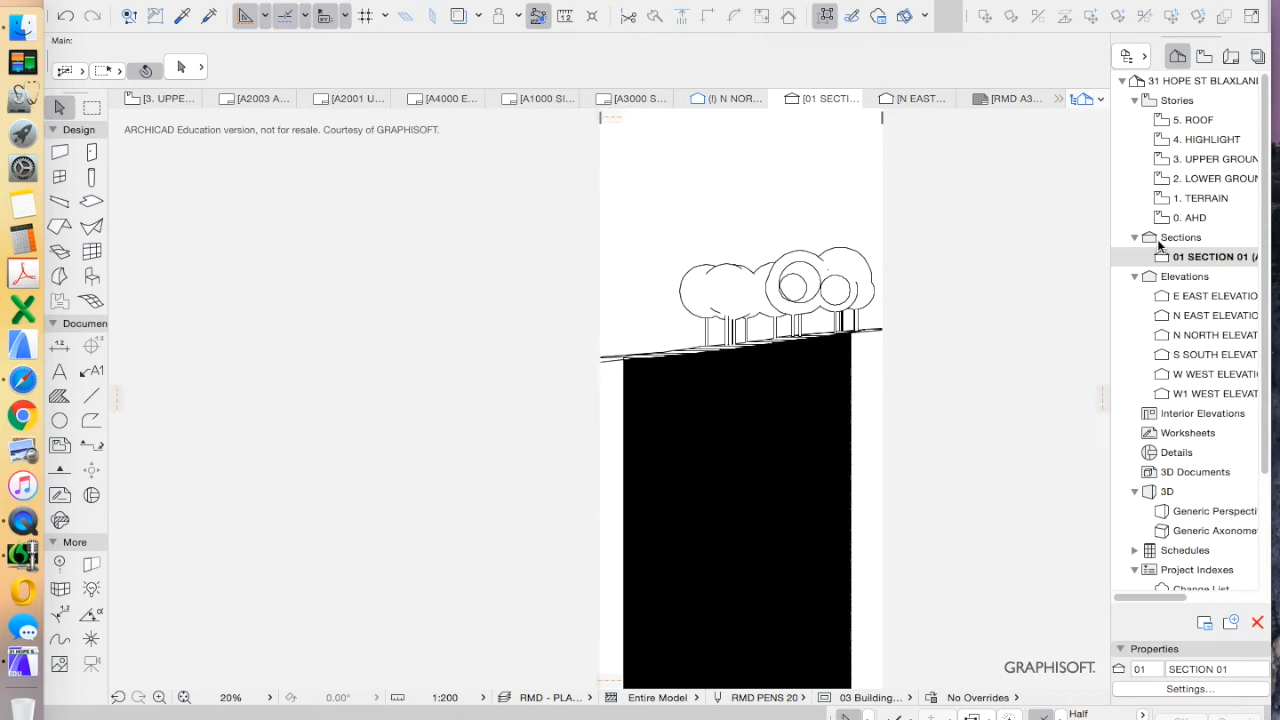 Main:
[3. UPPE...
[A2003 A...
[A2001 U...
[A4000 E...
[A1000 SI...
[A3000 S...
(!) N NOR...
[01 SECTI...
[N EAST...
[RMD A3...
31 HOPE ST BLAXLAN
Stories
5. ROOF
4. HIGHLIGHT
3. UPPER GROUN
2. LOWER GROUN
1. TERRAIN
0. AHD
Sections
01 SECTION 01 (A
Elevations
E EAST ELEVATIO
N EAST ELEVATIO
N NORTH ELEVAT
S SOUTH ELEVAT
W WEST ELEVATI
W1 WEST ELEVAT
Interior Elevations
Worksheets
Details
3D Documents
3D
Generic Perspecti
Generic Axonome
Schedules
Project Indexes
Change List
Properties
01 SECTION 01
Settings...
Design
Documen
More
ARCHICAD Education version, not for resale. Courtesy of GRAPHISOFT.
GRAPHISOFT.
20%
0.00°
1:200
RMD - PLA...
Entire Model
RMD PENS 20
03 Building...
No Overrides
Half